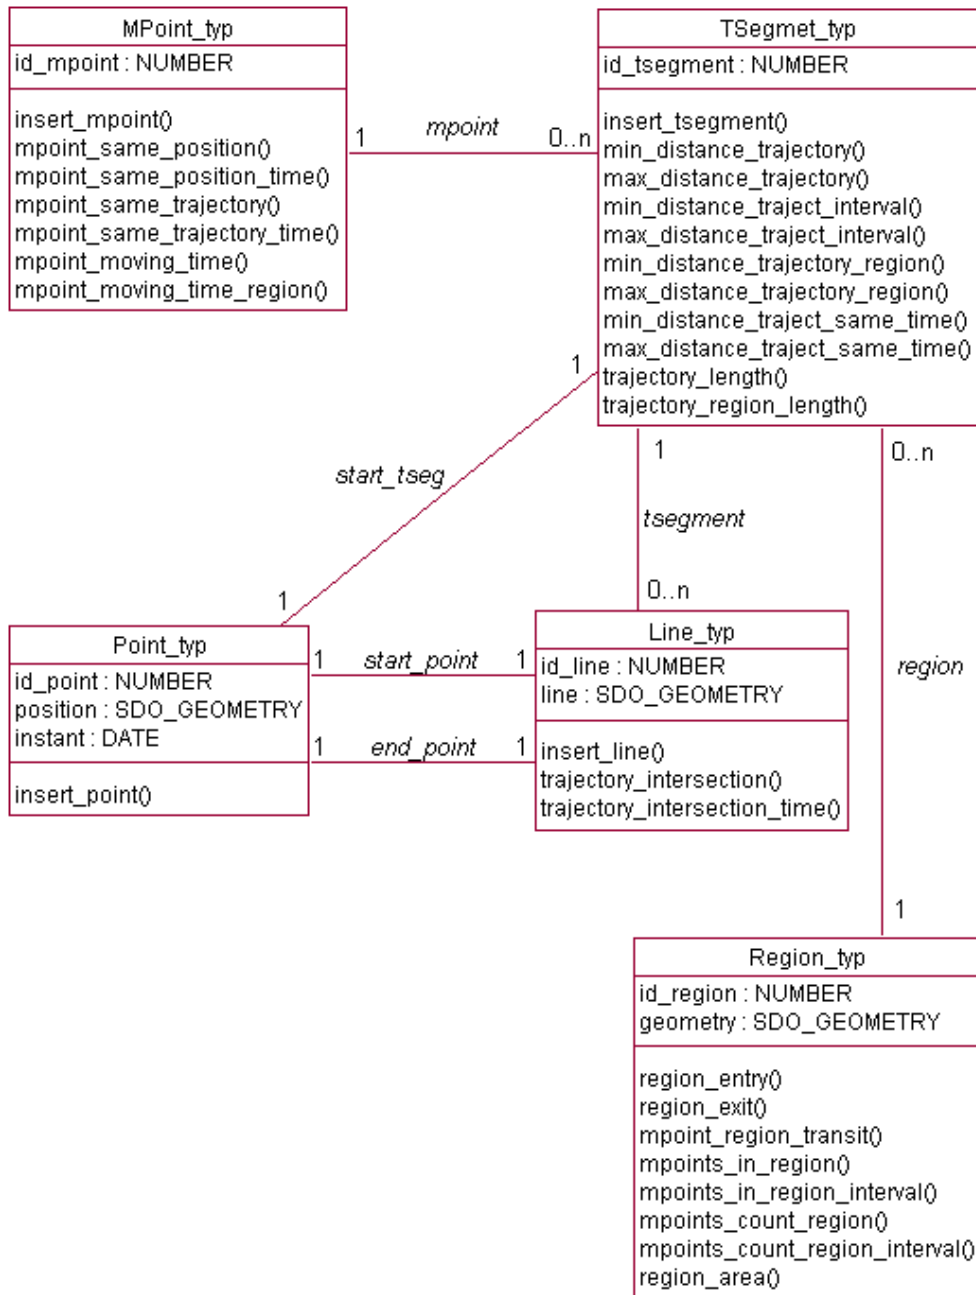 MPoint_typ
id_mpoint : NUMBER
insert_mpoint()
mpoint_same_position()
mpoint_same_position_time()
mpoint_same_trajectory()
mpoint_same_trajectory_time()
mpoint_moving_time()
mpoint_moving_time_region()
1
mpoint
0..n
TSegmet_typ
id_tsegment : NUMBER
insert_tsegment()
min_distance_trajectory()
max_distance_trajectory()
min_distance_traject_interval()
max_distance_traject_interval()
min_distance_trajectory_region()
max_distance_trajectory_region()
min_distance_traject_same_time()
max_distance_traject_same_time()
trajectory_length()
trajectory_region_length()
1
start_tseg
1
1
tsegment
0..n
0..n
region
1
Point_typ
id_point : NUMBER
position : SDO_GEOMETRY
instant : DATE
insert_point()
1
start_point
1
1
end_point
1
Line_typ
id_line : NUMBER
line : SDO_GEOMETRY
insert_line()
trajectory_intersection()
trajectory_intersection_time()
Region_typ
id_region : NUMBER
geometry : SDO_GEOMETRY
region_entry()
region_exit()
mpoint_region_transit()
mpoints_in_region()
mpoints_in_region_interval()
mpoints_count_region()
mpoints_count_region_interval()
region_area()